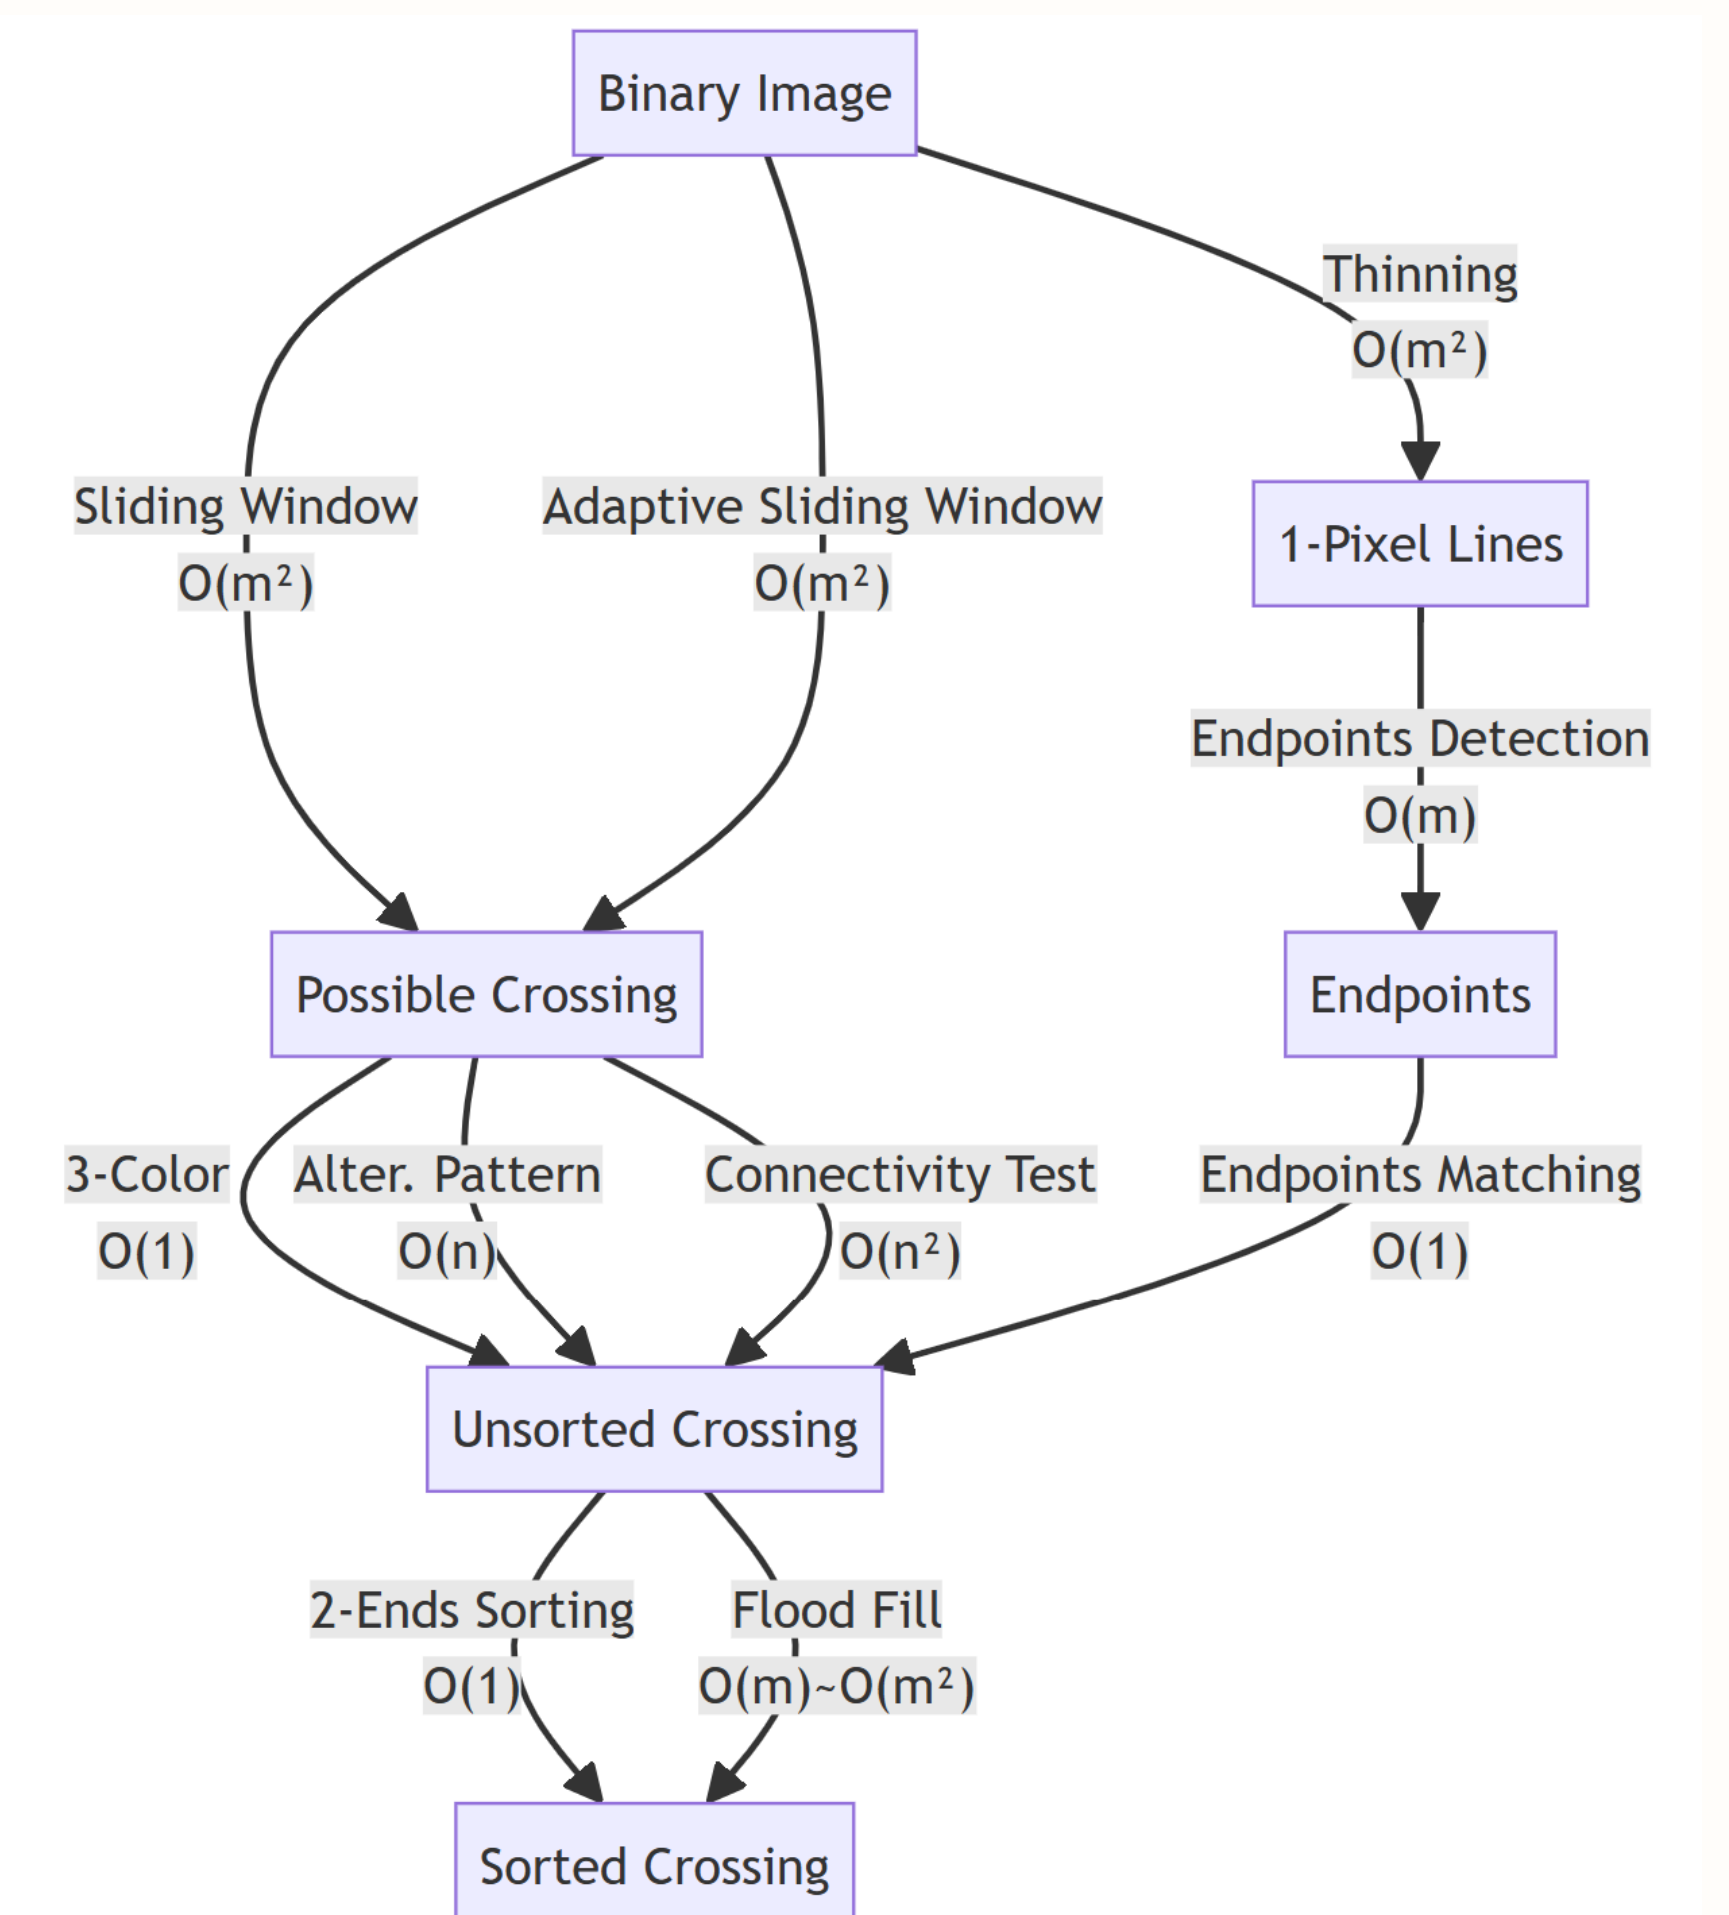 Binary Image
Thinning
O(m²)
Sliding Window
O(m²)
Adaptive Sliding Window
O(m²)
1-Pixel Lines
Endpoints Detection
O(m)
Possible Crossing
Endpoints
3-Color
O(1)
Alter. Pattern
O(n)
Connectivity Test
O(n²)
Endpoints Matching
O(1)
Unsorted Crossing
2-Ends Sorting
O(1)
Flood Fill
O(m)~O(m²)
Sorted Crossing